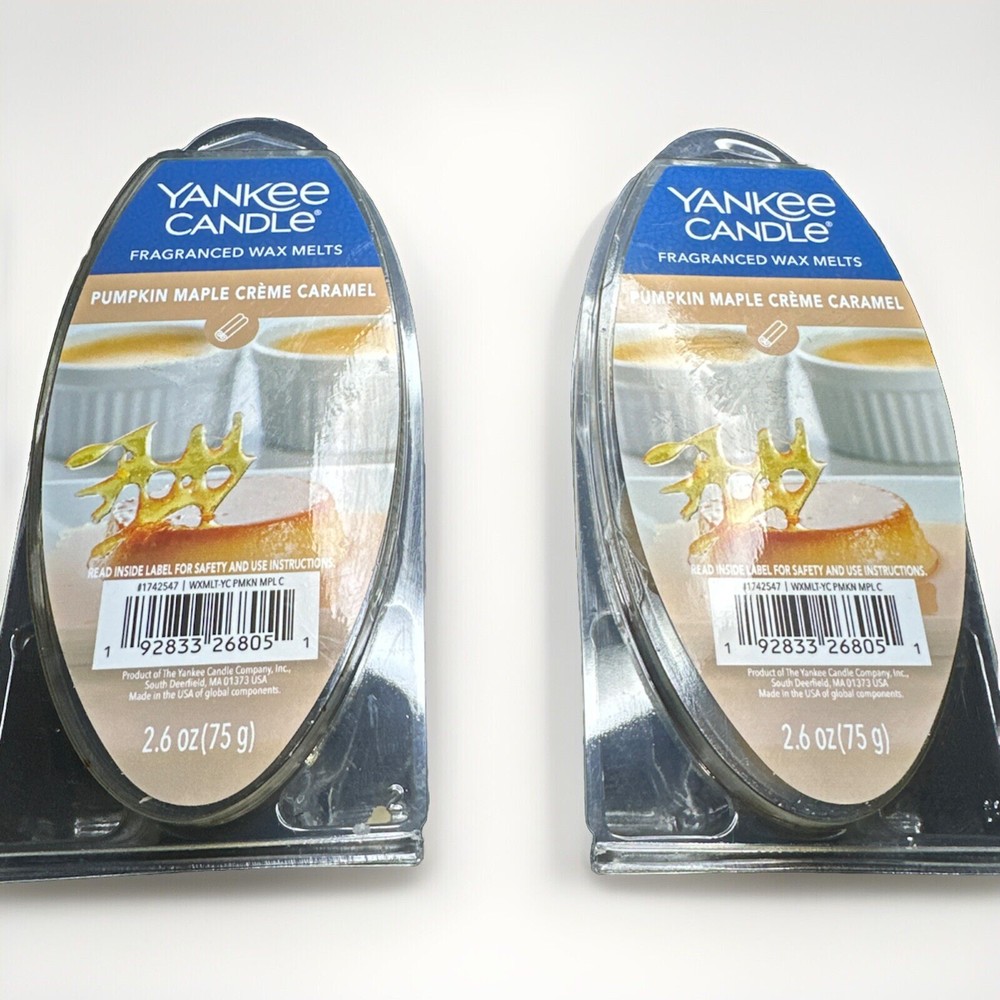 YANKEE
CANDLE®
FRAGRANCED WAX MELTS
PUMPKIN MAPLE CRÈME CARAMEL
READ INSIDE LABEL FOR SAFETY AND USE INSTRUCTIONS.
#1742547 | WXMLT-YC PMKN MPL C
1 92833 26805 1
Product of The Yankee Candle Company, Inc.,
South Deerfield, MA 01373 USA
Made in the USA of global components.
2.6 oz (75 g)
YANKEE
CANDLE®
FRAGRANCED WAX MELTS
PUMPKIN MAPLE CRÈME CARAMEL
READ INSIDE LABEL FOR SAFETY AND USE INSTRUCTIONS.
#1742547 | WXMLT-YC PMKN MPL C
1 92833 26805 1
Product of The Yankee Candle Company, Inc.,
South Deerfield, MA 01373 USA
Made in the USA of global components.
2.6 oz (75 g)